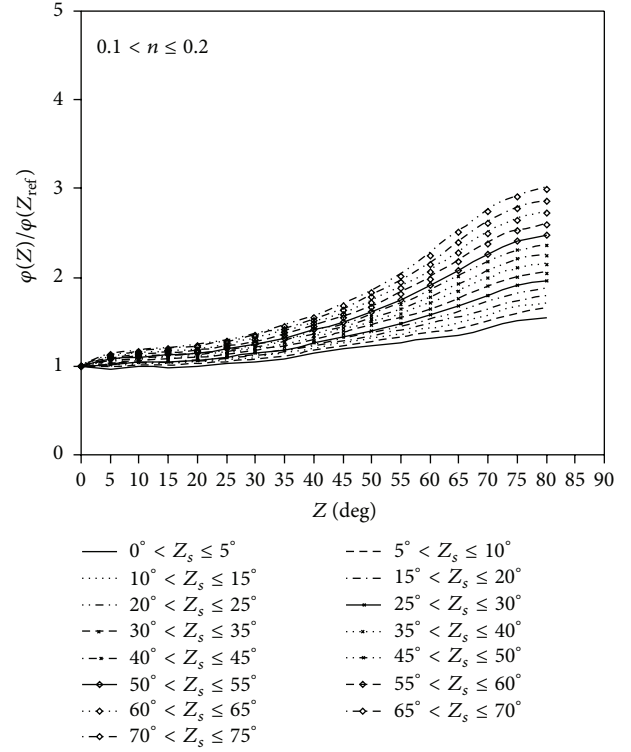 5
0.1 < n ≤ 0.2
4
3
2
1
0
φ(Z)/φ(Z_ref)
0 5 10 15 20 25 30 35 40 45 50 55 60 65 70 75 80 85 90
Z (deg)
0° < Z_s ≤ 5° 5° < Z_s ≤ 10°
10° < Z_s ≤ 15° 15° < Z_s ≤ 20°
20° < Z_s ≤ 25° 25° < Z_s ≤ 30°
30° < Z_s ≤ 35° 35° < Z_s ≤ 40°
40° < Z_s ≤ 45° 45° < Z_s ≤ 50°
50° < Z_s ≤ 55° 55° < Z_s ≤ 60°
60° < Z_s ≤ 65° 65° < Z_s ≤ 70°
70° < Z_s ≤ 75°